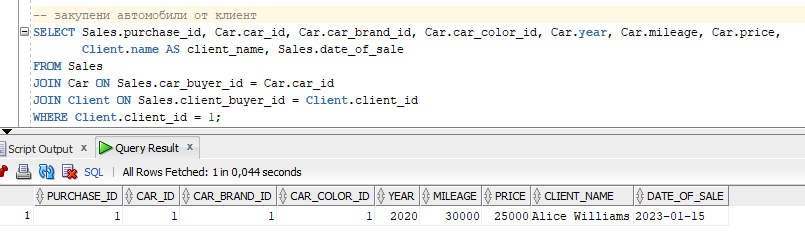 -- закупени автомобили от клиент
SELECT Sales.purchase_id, Car.car_id, Car.car_brand_id, Car.car_color_id, Car.year, Car.mileage, Car.price,
Client.name AS client_name, Sales.date_of_sale
FROM Sales
JOIN Car ON Sales.car_buyer_id = Car.car_id
JOIN Client ON Sales.client_buyer_id = Client.client_id
WHERE Client.client_id = 1;
Script Output x Query Result x
SQL | All Rows Fetched: 1 in 0,044 seconds
PURCHASE_ID CAR_ID CAR_BRAND_ID CAR_COLOR_ID YEAR MILEAGE PRICE CLIENT_NAME DATE_OF_SALE
1 1 1 1 1 2020 30000 25000 Alice Williams 2023-01-15